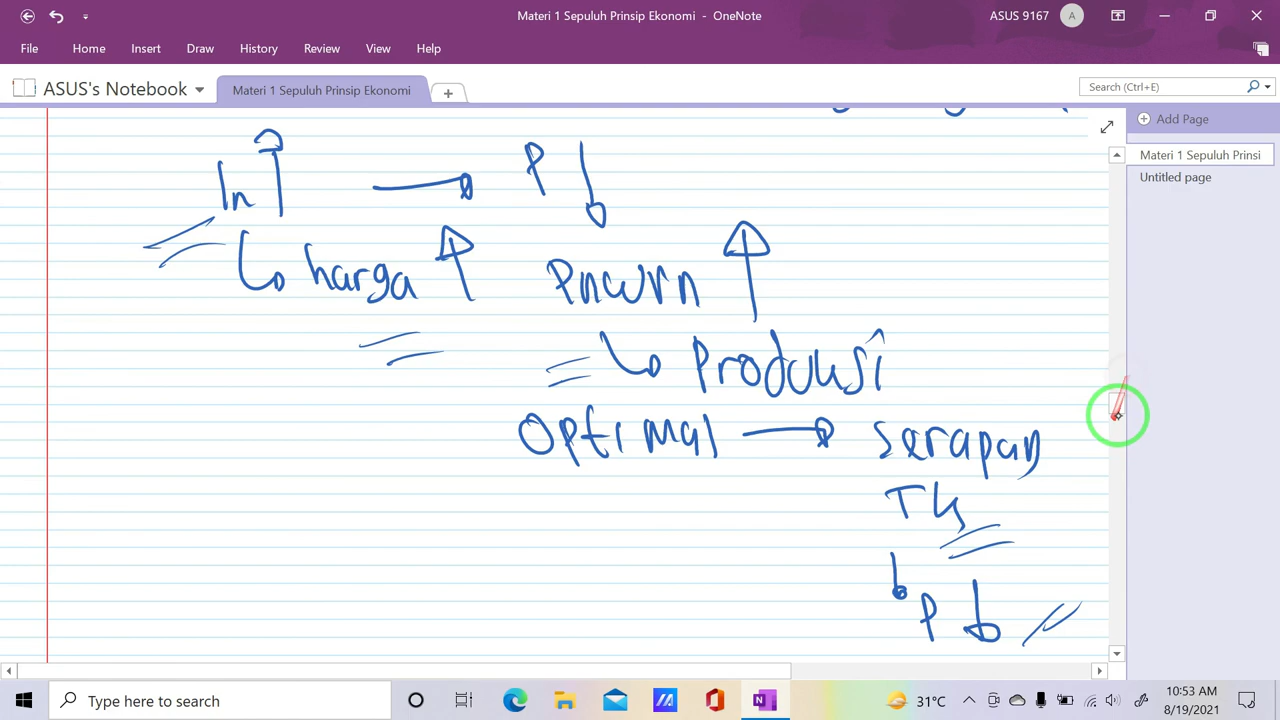 Materi 1 Sepuluh Prinsip Ekonomi - OneNote
ASUS 9167
A
File Home Insert Draw History Review View Help
ASUS's Notebook
Materi 1 Sepuluh Prinsip Ekonomi
Search (Ctrl+E)
Add Page
Materi 1 Sepuluh Prinsi
Untitled page
In ↑ → P ↓
↳ harga ↑ Pnwrn ↑
↳ Produksi
Optimal → serapan
TK
↓ P ↓
Type here to search
31°C
10:53 AM
8/19/2021